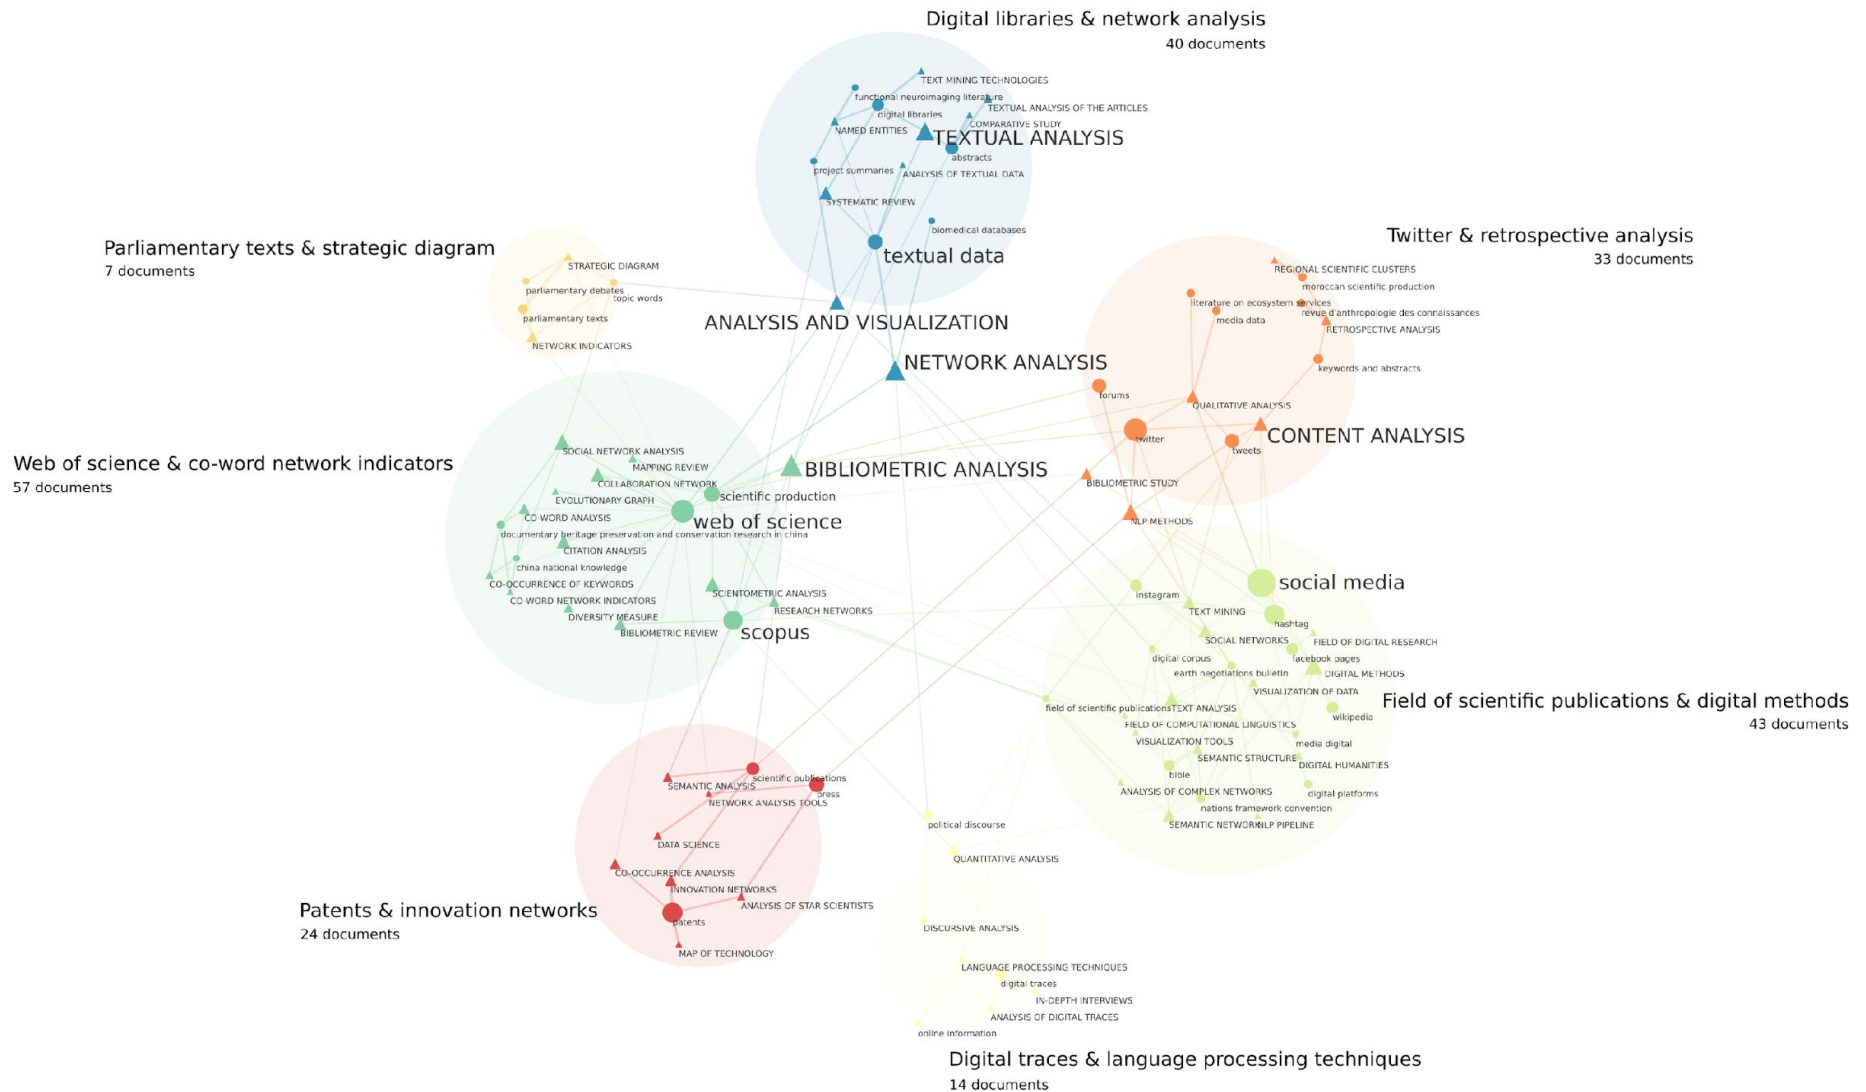 Digital libraries & network analysis
40 documents
TEXT MINING TECHNOLOGIES
functional neuroimaging literature
TEXTUAL ANALYSIS OF THE ARTICLES
digital libraries
COMPARATIVE STUDY
NAMED ENTITIES
TEXTUAL ANALYSIS
abstracts
project summaries
ANALYSIS OF TEXTUAL DATA
SYSTEMATIC REVIEW
biomedical databases
textual data
ANALYSIS AND VISUALIZATION
NETWORK ANALYSIS
Parliamentary texts & strategic diagram
7 documents
STRATEGIC DIAGRAM
parliamentary debates
topic words
parliamentary texts
NETWORK INDICATORS
Twitter & retrospective analysis
33 documents
REGIONAL SCIENTIFIC CLUSTERS
moroccan scientific production
literature on ecosystem services
revue d'anthropologie des connaissances
media data
RETROSPECTIVE ANALYSIS
keywords and abstracts
forums
QUALITATIVE ANALYSIS
twitter
CONTENT ANALYSIS
tweets
BIBLIOMETRIC STUDY
NLP METHODS
Web of science & co-word network indicators
57 documents
SOCIAL NETWORK ANALYSIS
MAPPING REVIEW
BIBLIOMETRIC ANALYSIS
COLLABORATION NETWORK
EVOLUTIONARY GRAPH
scientific production
CO-WORD ANALYSIS
web of science
documentary heritage preservation and conservation research in china
CITATION ANALYSIS
china national knowledge
CO-OCCURRENCE OF KEYWORDS
SCIENTOMETRIC ANALYSIS
CO-WORD NETWORK INDICATORS
RESEARCH NETWORKS
DIVERSITY MEASURE
BIBLIOMETRIC REVIEW
scopus
social media
instagram
TEXT MINING
hashtag
SOCIAL NETWORKS
FIELD OF DIGITAL RESEARCH
digital corpus
facebook pages
earth negotiations bulletin
DIGITAL METHODS
VISUALIZATION OF DATA
Field of scientific publications & digital methods
43 documents
field of scientific publications
TEXT ANALYSIS
wikipedia
FIELD OF COMPUTATIONAL LINGUISTICS
VISUALIZATION TOOLS
media digital
SEMANTIC STRUCTURE
DIGITAL HUMANITIES
bible
ANALYSIS OF COMPLEX NETWORKS
digital platforms
nations framework convention
SEMANTIC NETWORK
NLP PIPELINE
Patents & innovation networks
24 documents
scientific publications
SEMANTIC ANALYSIS
press
NETWORK ANALYSIS TOOLS
DATA SCIENCE
CO-OCCURRENCE ANALYSIS
INNOVATION NETWORKS
ANALYSIS OF STAR SCIENTISTS
patents
MAP OF TECHNOLOGY
political discourse
QUANTITATIVE ANALYSIS
DISCURSIVE ANALYSIS
LANGUAGE PROCESSING TECHNIQUES
digital traces
IN-DEPTH INTERVIEWS
ANALYSIS OF DIGITAL TRACES
online information
Digital traces & language processing techniques
14 documents